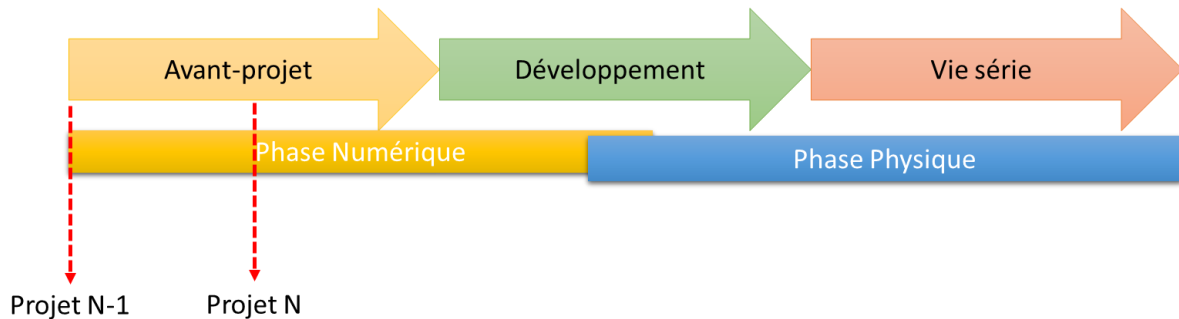 Avant-projet
Développement
Vie série
Phase Numérique
Phase Physique
Projet N-1
Projet N